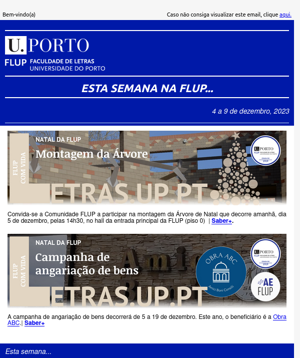 Bem-vindo(a)
Caso não consiga visualizar este email, clique aqui.
U.PORTO
FLUP FACULDADE DE LETRAS
UNIVERSIDADE DO PORTO
ESTA SEMANA NA FLUP...
4 a 9 de dezembro, 2023
FLUP
COM VIDA
NATAL DA FLUP
Montagem da Árvore
U.PORTO
ETRAS.UP.PT
Convida-se a Comunidade FLUP a participar na montagem da Árvore de Natal que decorre amanhã, dia
5 de dezembro, pelas 14h30, no hall da entrada principal da FLUP (piso 0) | Saber+.
FLUP
COM VIDA
NATAL DA FLUP
Campanha de
angariação de bens
OBRA ABC
U.PORTO
AE
FLUP
ETRAS.UP.PT
A campanha de angariação de bens decorrerá de 5 a 19 de dezembro. Este ano, o beneficiário é a Obra
ABC.| Saber+
Esta semana...